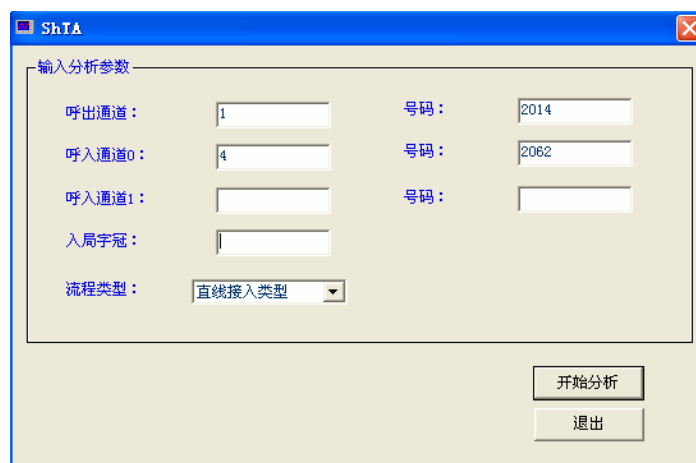 ShTA
输入分析参数
呼出通道： 1 号码： 2014
呼入通道0： 4 号码： 2062
呼入通道1： 号码：
入局字冠：
流程类型： 直线接入类型
开始分析
退出